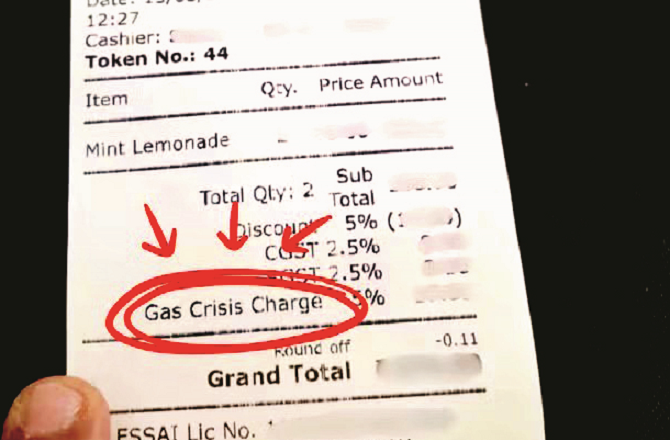 12:27
Cashier:
Token No.: 44
Item Qty. Price Amount
Mint Lemonade
Total Qty: 2 Sub Total
Discount 5% (
CGST 2.5%
2.5%
Gas Crisis Charge 5%
Round off -0.11
Grand Total
FSSAI Lic No.